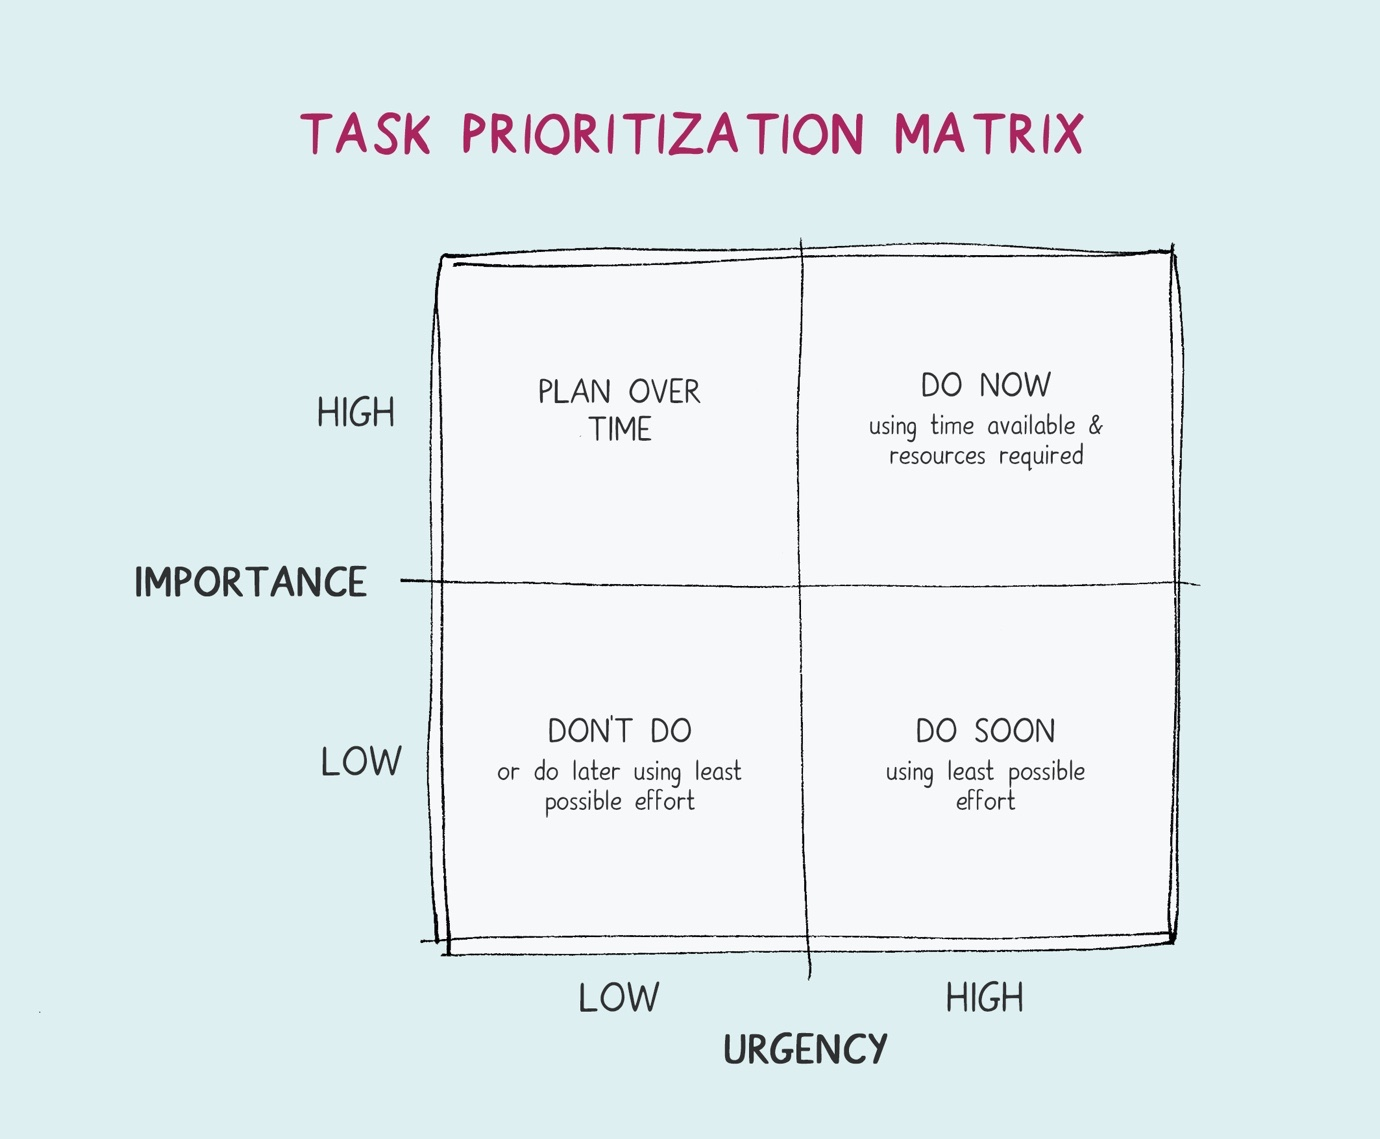 TASK PRIORITIZATION MATRIX
HIGH
PLAN OVER
TIME
DO NOW
using time available &
resources required
IMPORTANCE
LOW
DON'T DO
or do later using least
possible effort
DO SOON
using least possible
effort
LOW
HIGH
URGENCY